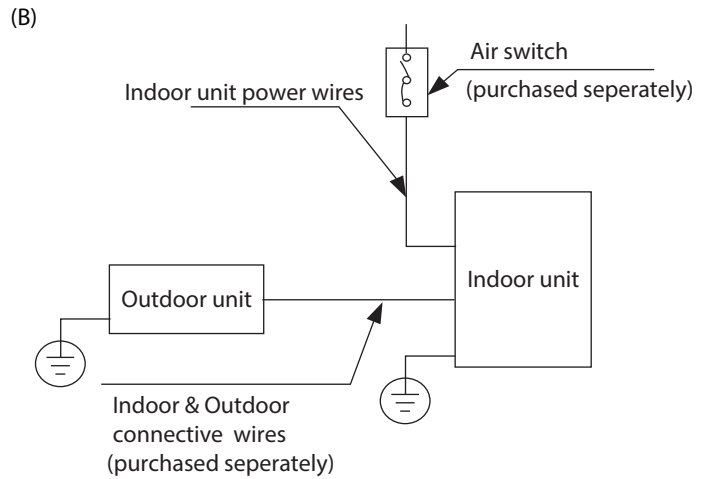 (B)
Air switch
(purchased seperately)
Indoor unit power wires
Indoor unit
Outdoor unit
Indoor & Outdoor
connective wires
(purchased seperately)